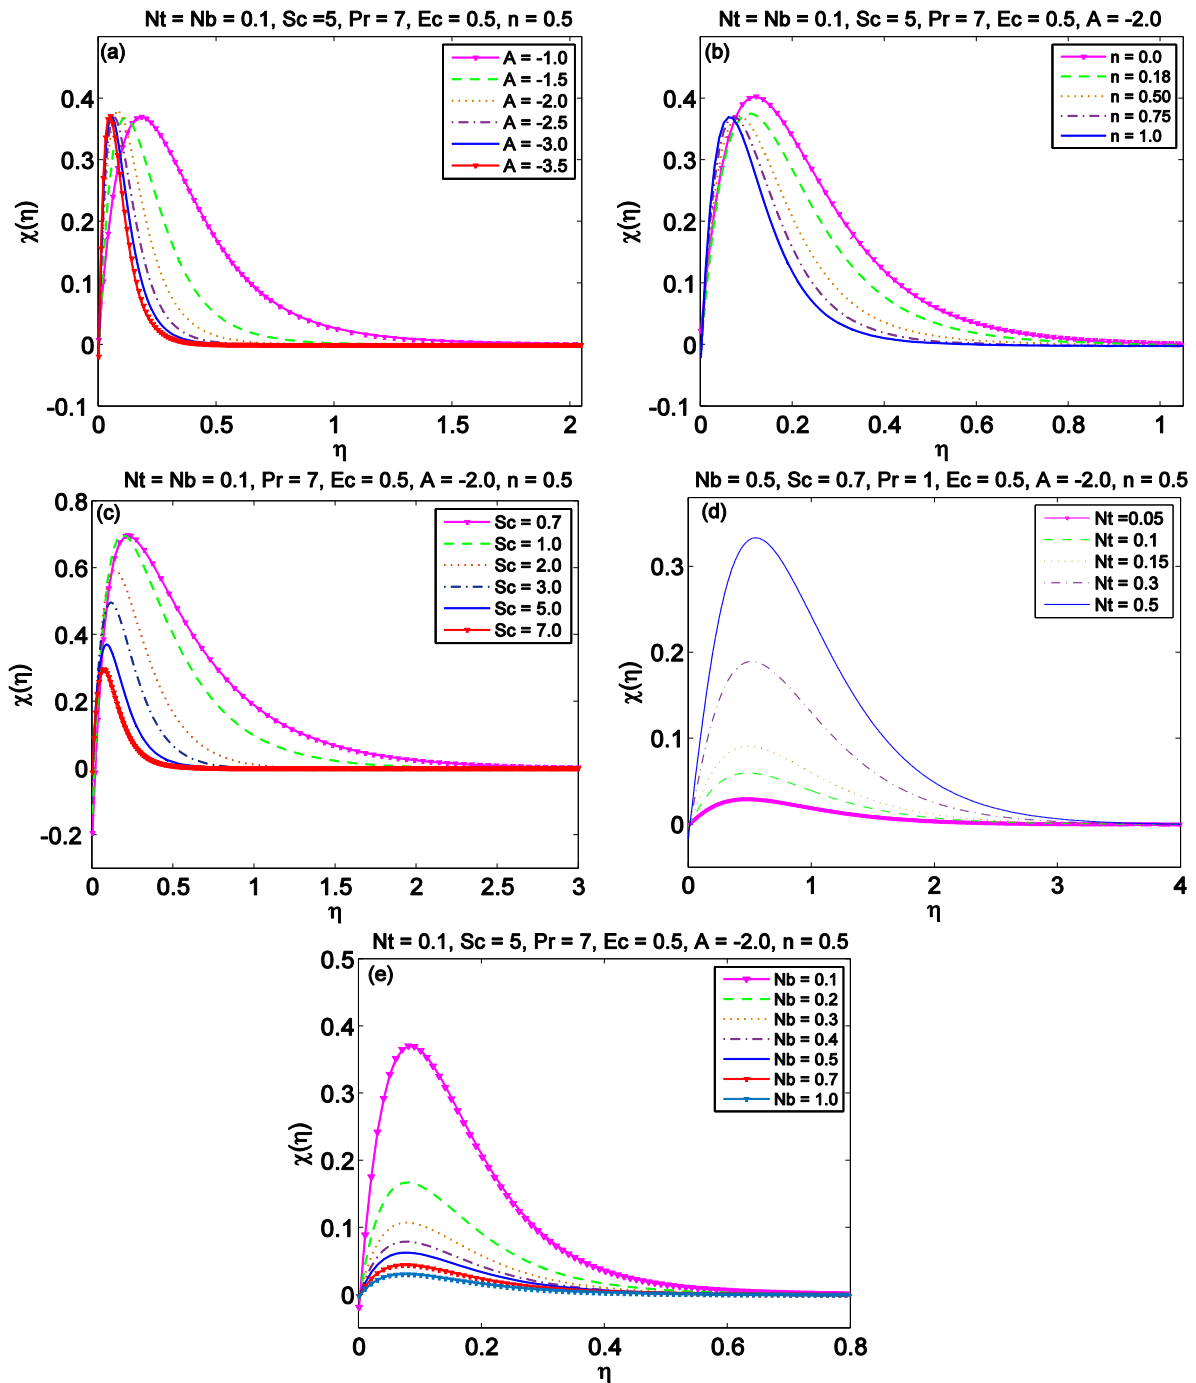 Nt = Nb = 0.1, Sc =5, Pr = 7, Ec = 0.5, n = 0.5
(a)
A = -1.0
A = -1.5
A = -2.0
A = -2.5
A = -3.0
A = -3.5
0.4
0.3
0.2
0.1
0
-0.1
χ(η)
0
0.5
1
1.5
2
η
Nt = Nb = 0.1, Sc = 5, Pr = 7, Ec = 0.5, A = -2.0
(b)
n = 0.0
n = 0.18
n = 0.50
n = 0.75
n = 1.0
0.4
0.3
0.2
0.1
0
-0.1
χ(η)
0
0.2
0.4
0.6
0.8
1
η
Nt = Nb = 0.1, Pr = 7, Ec = 0.5, A = -2.0, n = 0.5
(c)
Sc = 0.7
Sc = 1.0
Sc = 2.0
Sc = 3.0
Sc = 5.0
Sc = 7.0
0.8
0.6
0.4
0.2
0
-0.2
χ(η)
0
0.5
1
1.5
2
2.5
3
η
Nb = 0.5, Sc = 0.7, Pr = 1, Ec = 0.5, A = -2.0, n = 0.5
(d)
Nt =0.05
Nt = 0.1
Nt = 0.15
Nt = 0.3
Nt = 0.5
0.3
0.2
0.1
0
χ(η)
0
1
2
3
4
η
Nt = 0.1, Sc = 5, Pr = 7, Ec = 0.5, A = -2.0, n = 0.5
(e)
Nb = 0.1
Nb = 0.2
Nb = 0.3
Nb = 0.4
Nb = 0.5
Nb = 0.7
Nb = 1.0
0.5
0.4
0.3
0.2
0.1
0
χ(η)
0
0.2
0.4
0.6
0.8
η